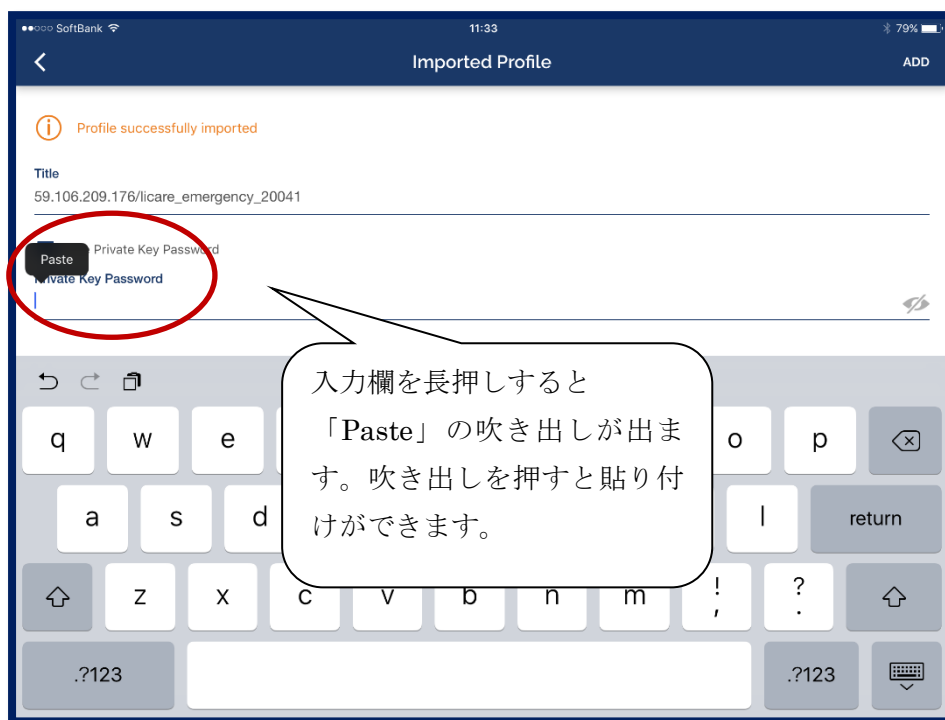 SoftBank 11:33 79%
Imported Profile ADD
Profile successfully imported
Title
59.106.209.176/licare_emergency_20041
Private Key Password
Paste
Private Key Password
入力欄を長押しすると
「Paste」の吹き出しが出ま
す。吹き出しを押すと貼り付
けができます。
q w e o p
a s d l return
z x c v b n m ! , ? .
.?123 .?123